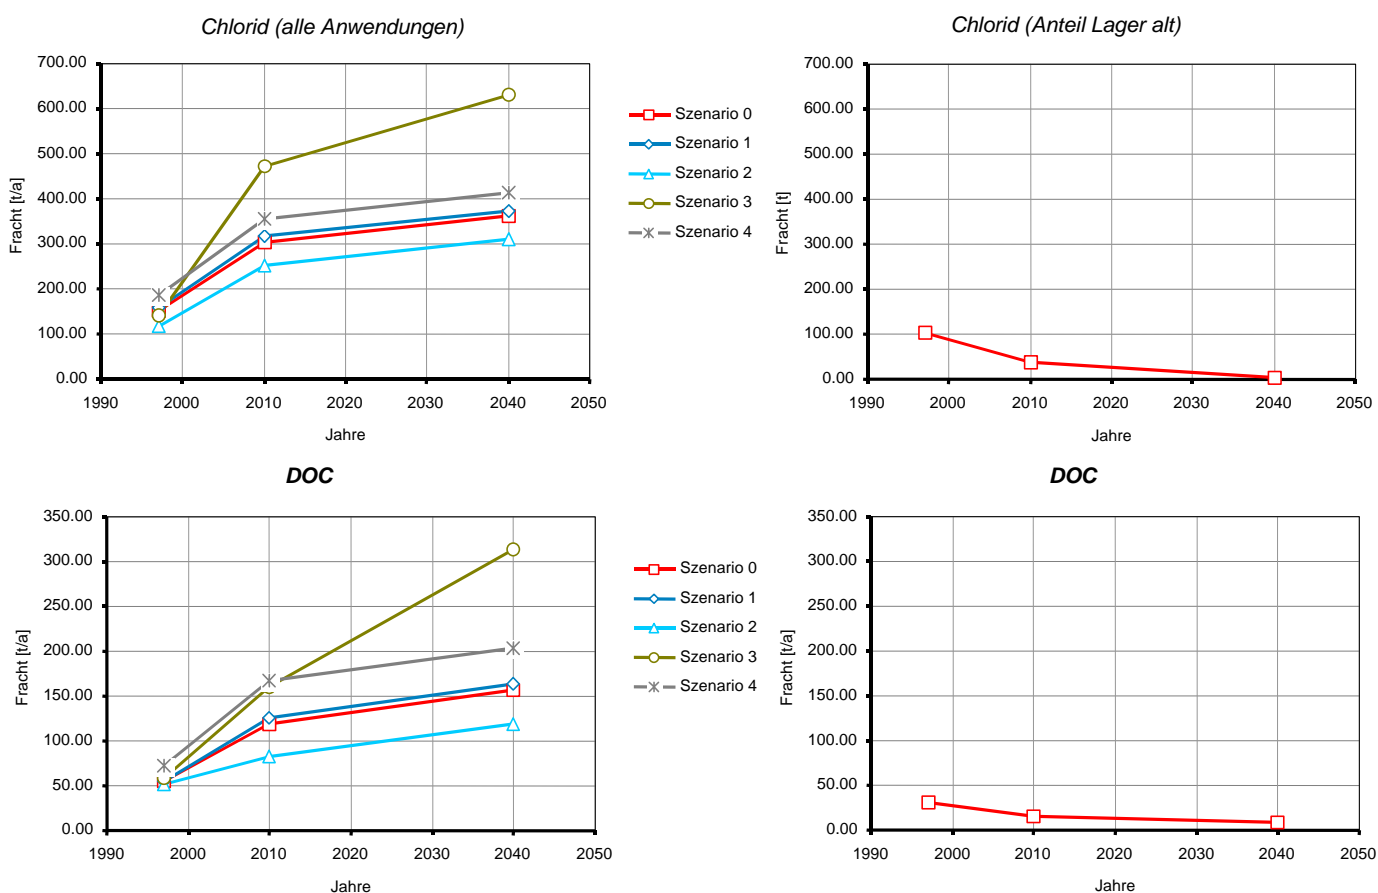 Chlorid (alle Anwendungen)
700.00
600.00
500.00
400.00
300.00
200.00
100.00
0.00
Fracht [t/a]
1990 2000 2010 2020 2030 2040 2050
Jahre
Szenario 0
Szenario 1
Szenario 2
Szenario 3
Szenario 4
Chlorid (Anteil Lager alt)
700.00
600.00
500.00
400.00
300.00
200.00
100.00
0.00
Fracht [t]
1990 2000 2010 2020 2030 2040 2050
Jahre
DOC
350.00
300.00
250.00
200.00
150.00
100.00
50.00
0.00
Fracht [t/a]
1990 2000 2010 2020 2030 2040 2050
Jahre
Szenario 0
Szenario 1
Szenario 2
Szenario 3
Szenario 4
DOC
350.00
300.00
250.00
200.00
150.00
100.00
50.00
0.00
Fracht [t/a]
1990 2000 2010 2020 2030 2040 2050
Jahre